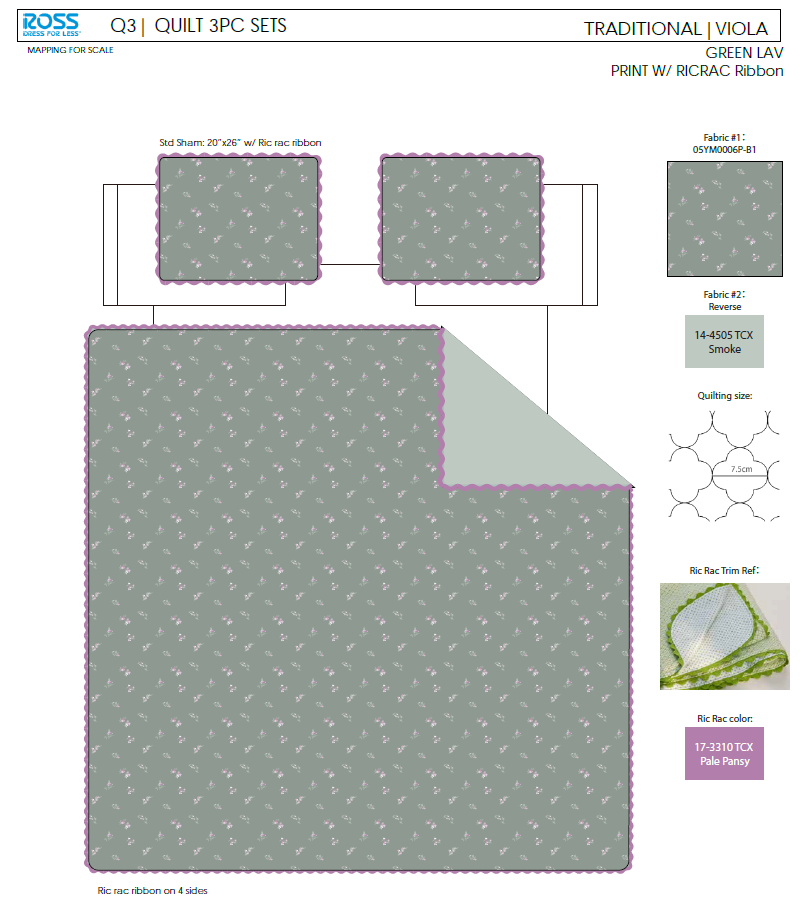 ROSS
DRESS FOR LESS
Q3| QUILT 3PC SETS
TRADITIONAL|VIOLA
MAPPING FOR SCALE
GREEN LAV
PRINT W/ RICRAC Ribbon
Std Sham: 20"x26" w/ Ric rac ribbon
Fabric #1:
05YM0006P-B1
Fabric #2:
Reverse
14-4505 TCX
Smoke
Quilting size:
7.5cm
Ric Rac Trim Ref:
Ric Rac color:
17-3310 TCX
Pale Pansy
Ric rac ribbon on 4 sides